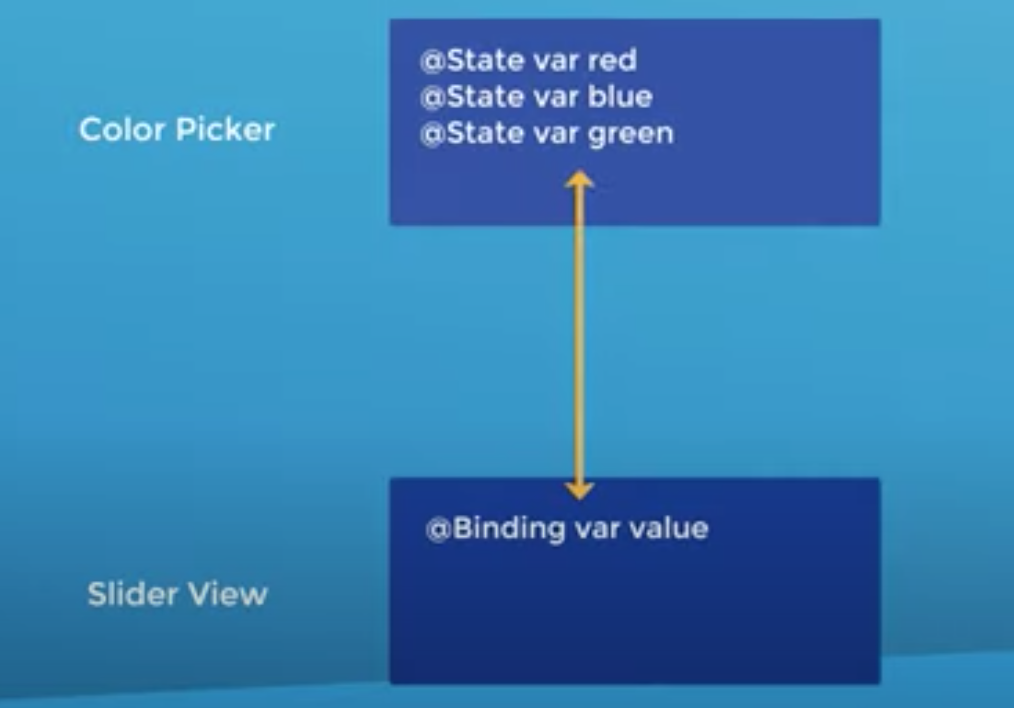 Color Picker
@State var red
@State var blue
@State var green
Slider View
@Binding var value